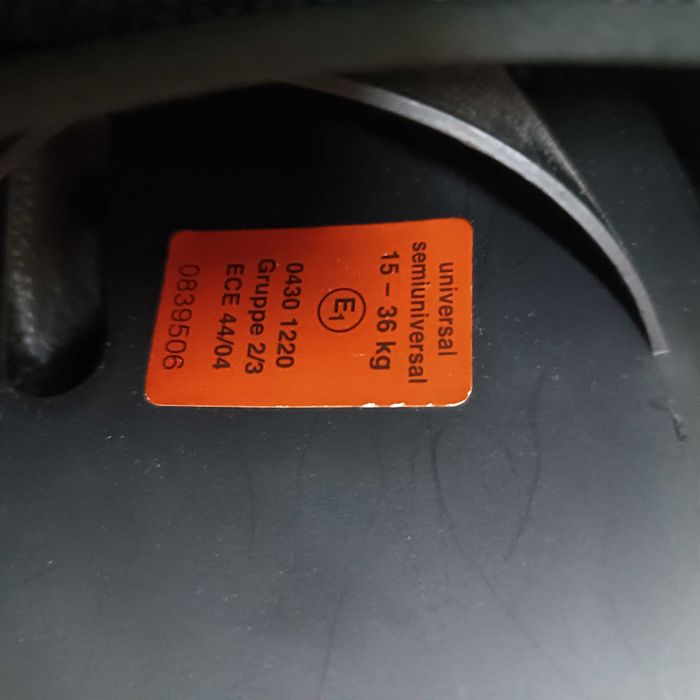 universal
semiuniversal
15 – 36 kg
E1
0430 1220
Gruppe 2/3
ECE 44/04
0839506